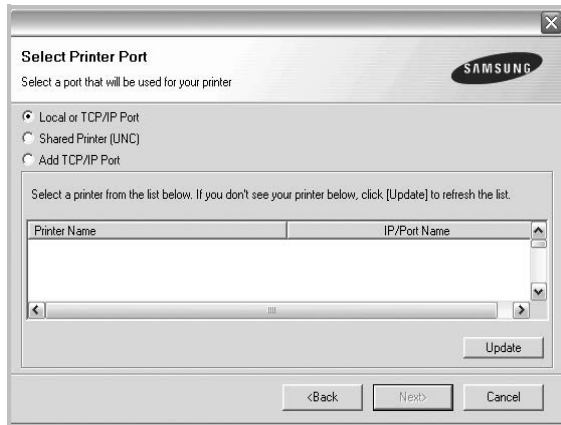 Select Printer Port
Select a port that will be used for your printer
SAMSUNG
Local or TCP/IP Port
Shared Printer (UNC)
Add TCP/IP Port
Select a printer from the list below. If you don't see your printer below, click [Update] to refresh the list.
Printer Name IP/Port Name
Update
<Back Next> Cancel